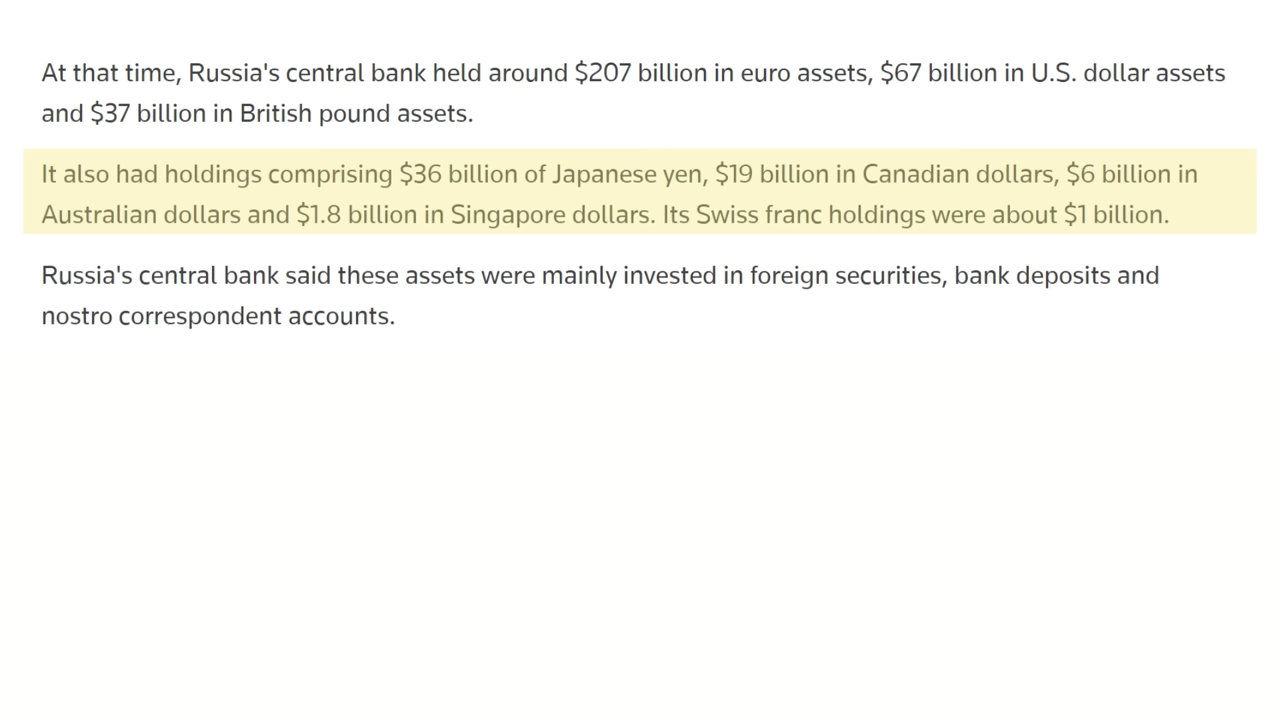 At that time, Russia's central bank held around $207 billion in euro assets, $67 billion in U.S. dollar assets
and $37 billion in British pound assets.
It also had holdings comprising $36 billion of Japanese yen, $19 billion in Canadian dollars, $6 billion in
Australian dollars and $1.8 billion in Singapore dollars. Its Swiss franc holdings were about $1 billion.
Russia's central bank said these assets were mainly invested in foreign securities, bank deposits and
nostro correspondent accounts.